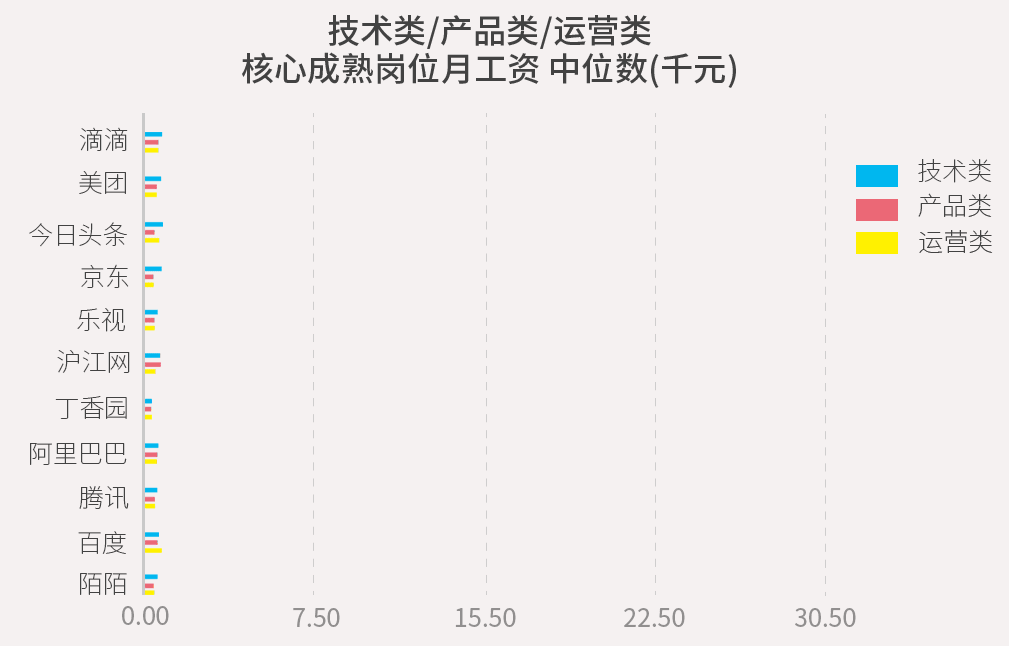 技术类/产品类/运营类
核心成熟岗位月工资 中位数(千元)
滴滴
美团
今日头条
京东
乐视
沪江网
丁香园
阿里巴巴
腾讯
百度
陌陌
技术类
产品类
运营类
0.00 7.50 15.50 22.50 30.50